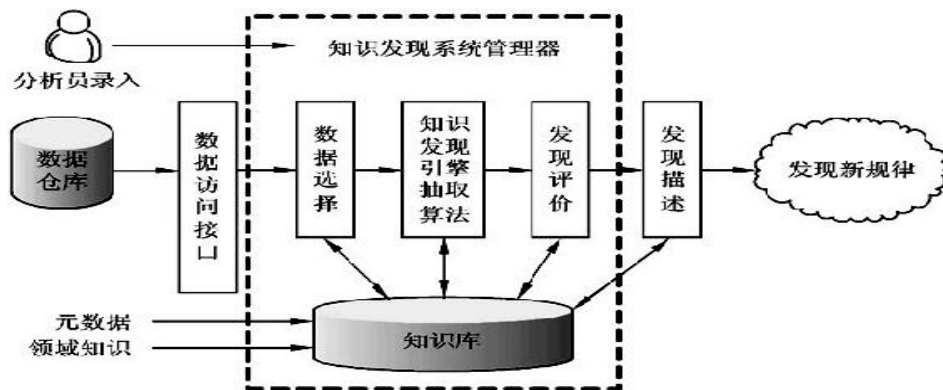 知识发现系统管理器
分析员录入
数据
仓库
数据访问接口
数据选择
知识
发现
引擎
抽取
算法
发现评价
发现描述
发现新规律
元数据
领域知识
知识库